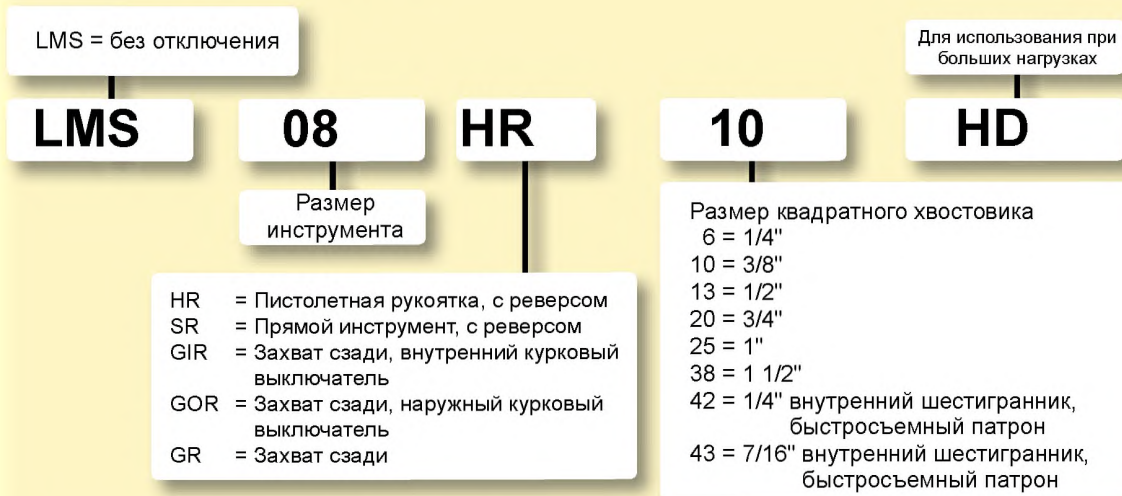 LMS = без отключения
Для использования при
больших нагрузках
LMS 08 HR 10 HD
Размер
инструмента
HR = Пистолетная рукоятка, с реверсом
SR = Прямой инструмент, с реверсом
GIR = Захват сзади, внутренний курковый
выключатель
GOR = Захват сзади, наружный курковый
выключатель
GR = Захват сзади
Размер квадратного хвостовика
6 = 1/4"
10 = 3/8"
13 = 1/2"
20 = 3/4"
25 = 1"
38 = 1 1/2"
42 = 1/4" внутренний шестигранник,
быстросъемный патрон
43 = 7/16" внутренний шестигранник,
быстросъемный патрон